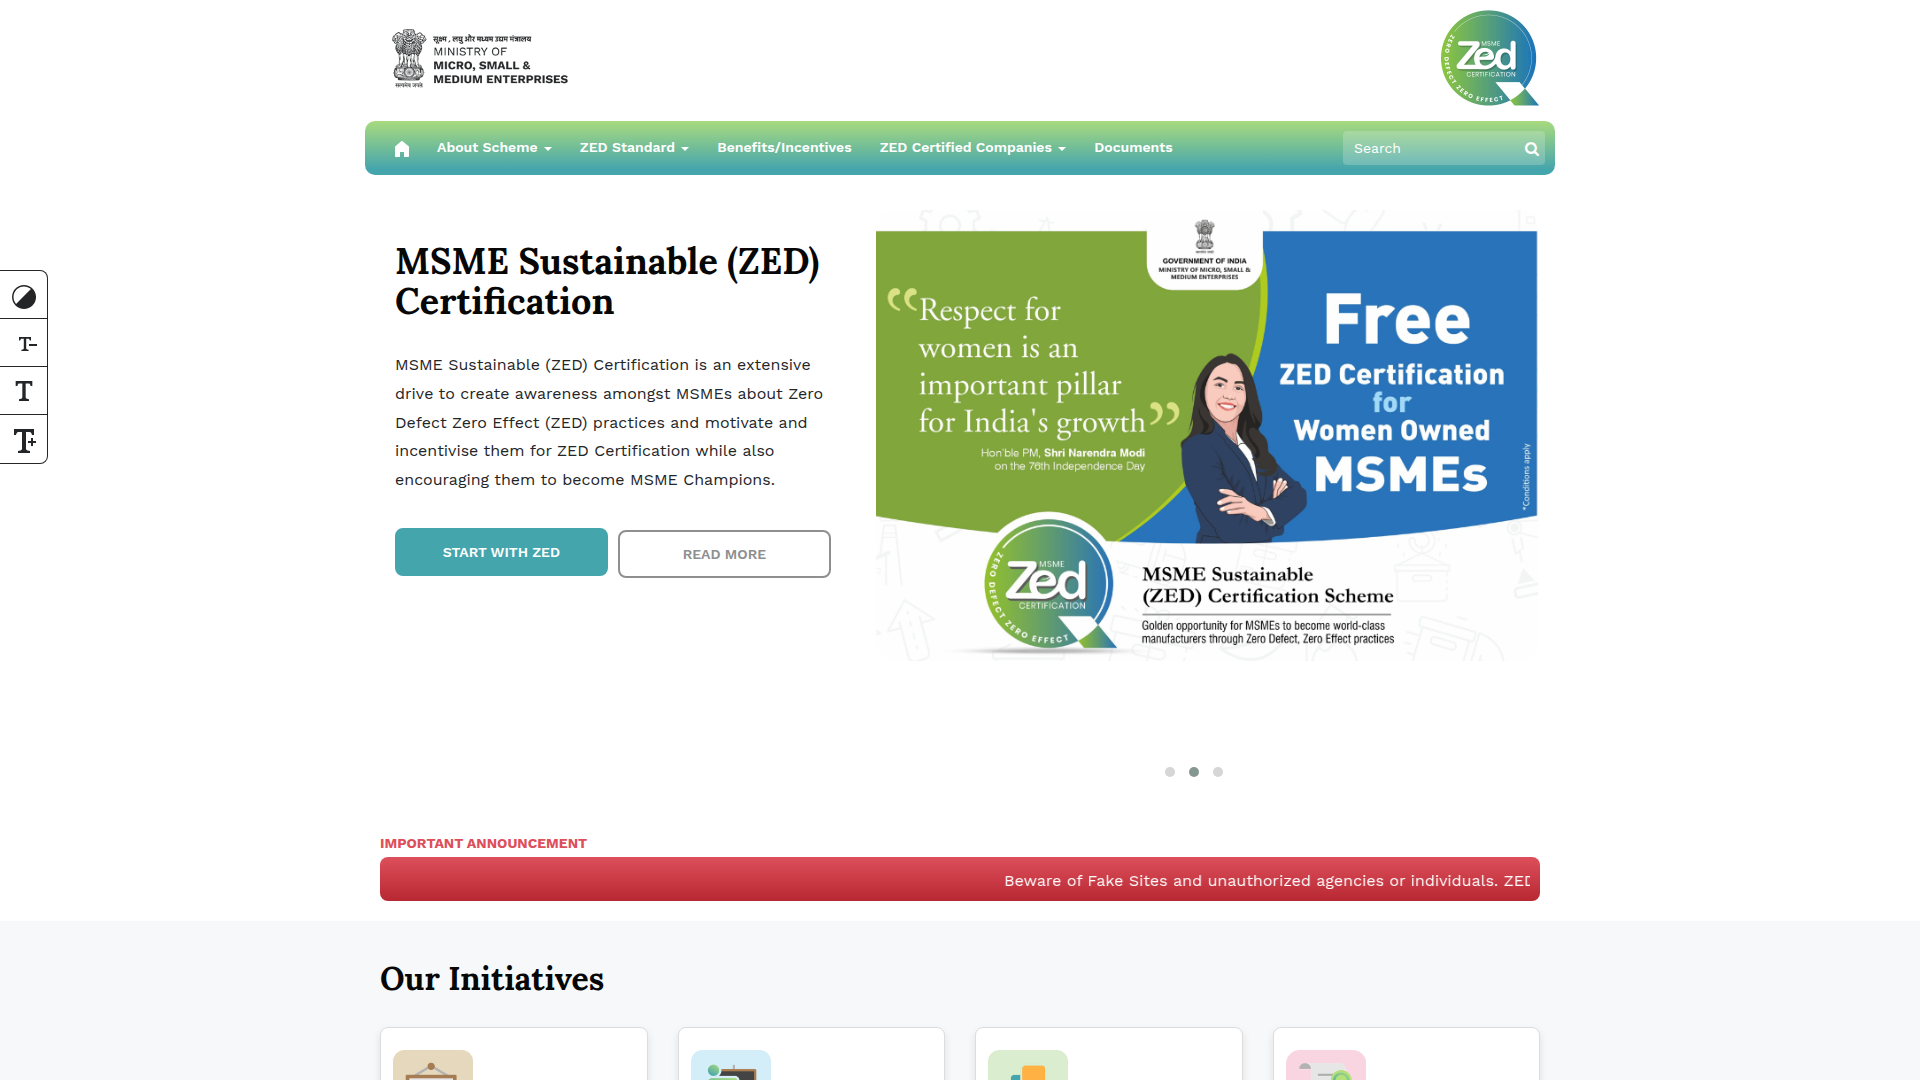 सूक्ष्म , लघु और मध्यम उद्यम मंत्रालय
MINISTRY OF
MICRO, SMALL &
MEDIUM ENTERPRISES
सत्यमेव जयते
MSME
Zed
CERTIFICATION
ZERO DEFECT ZERO EFFECT
About Scheme
ZED Standard
Benefits/Incentives
ZED Certified Companies
Documents
Search
T-
T
T+
MSME Sustainable (ZED)
Certification
MSME Sustainable (ZED) Certification is an extensive
drive to create awareness amongst MSMEs about Zero
Defect Zero Effect (ZED) practices and motivate and
incentivise them for ZED Certification while also
encouraging them to become MSME Champions.
START WITH ZED
READ MORE
GOVERNMENT OF INDIA
MINISTRY OF MICRO, SMALL &
MEDIUM ENTERPRISES
“Respect for
women is an
important pillar
for India's growth”
Hon'ble PM, Shri Narendra Modi
on the 76th Independence Day
Free
ZED Certification
for
Women Owned
MSMEs
*Conditions apply
MSME
Zed
CERTIFICATION
ZERO DEFECT ZERO EFFECT
MSME Sustainable
(ZED) Certification Scheme
Golden opportunity for MSMEs to become world-class
manufacturers through Zero Defect, Zero Effect practices
IMPORTANT ANNOUNCEMENT
Beware of Fake Sites and unauthorized agencies or individuals. ZED
Our Initiatives